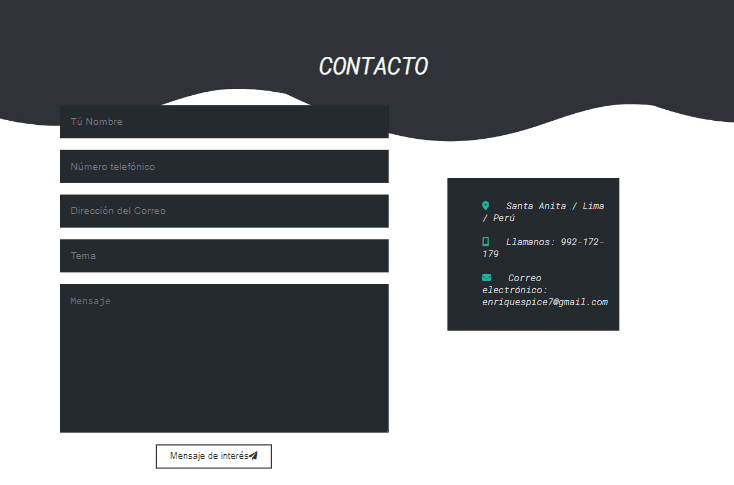 CONTACTO
Tú Nombre
Número telefónico
Dirección del Correo
Tema
Mensaje
Mensaje de interés
Santa Anita / Lima
/ Perú
Llamanos: 992-172-
179
Correo
electrónico:
enriquespice7@gmail.com